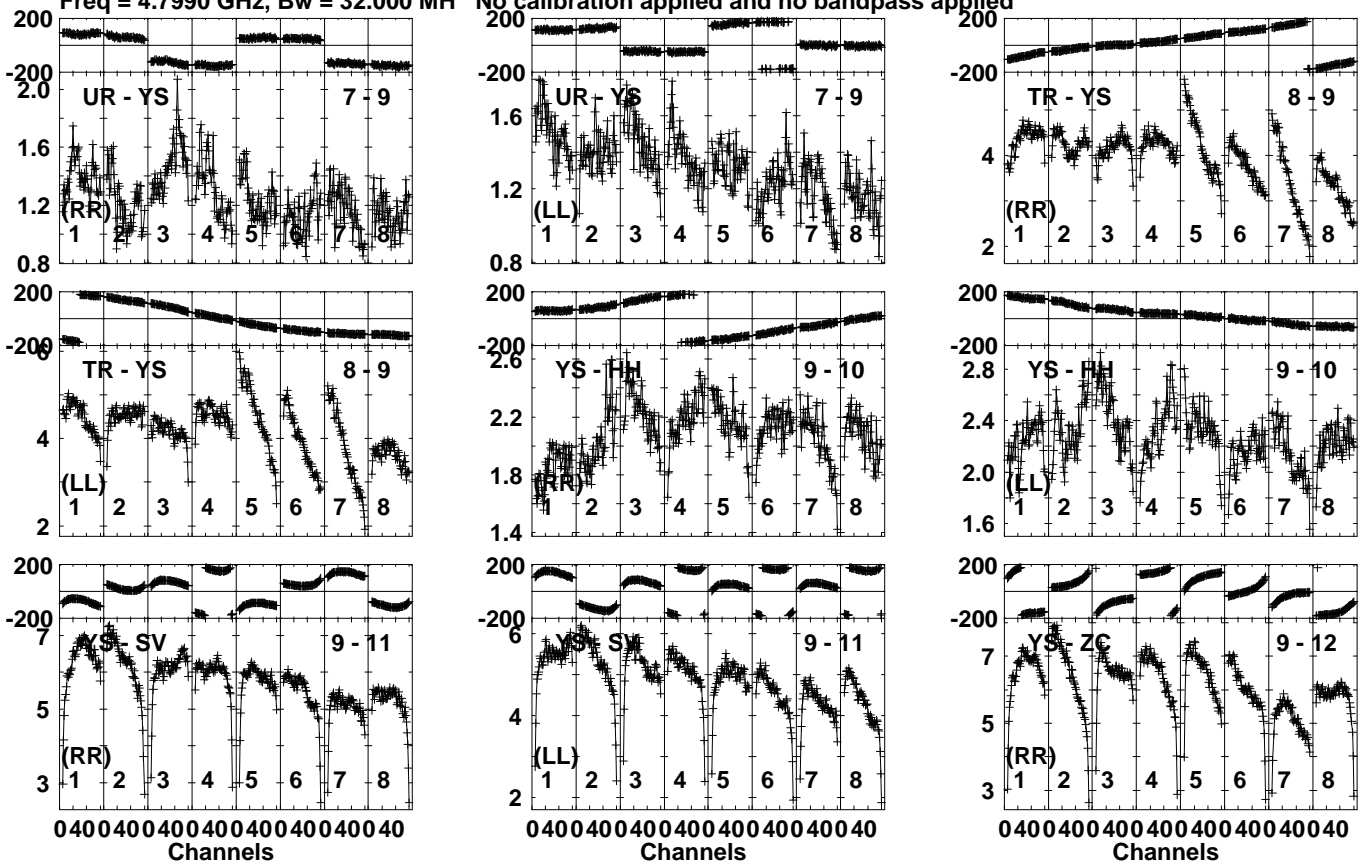 Freq = 4.7990 GHz, Bw = 32.000 MH No calibration applied and no bandpass applied
200 200 200
-200 -200 -200
2.0 UR - YS 7 - 9
1.6
1.2
0.8
(RR)
1 2 3 4 5 6 7 8
UR - YS 7 - 9
1.6
1.4
1.2
1.0
0.8
(LL)
1 2 3 4 5 6 7 8
TR - YS 8 - 9
4
2
(RR)
1 2 3 4 5 6 7 8
200 200 200
-200 -200 -200
6
TR - YS 8 - 9
4
2
(LL)
1 2 3 4 5 6 7 8
2.6
YS - HH 9 - 10
2.2
1.8
1.4
(RR)
1 2 3 4 5 6 7 8
2.8
YS - HH 9 - 10
2.4
2.0
1.6
(LL)
1 2 3 4 5 6 7 8
200 200 200
-200 -200 -200
7
YS - SV 9 - 11
5
3
(RR)
1 2 3 4 5 6 7 8
6
YS - SV 9 - 11
4
2
(LL)
1 2 3 4 5 6 7 8
7
YS - ZC 9 - 12
5
3
(RR)
1 2 3 4 5 6 7 8
0 40 0 40 0 40 0 40 0 40 0 40 0 40 0 40
Channels
0 40 0 40 0 40 0 40 0 40 0 40 0 40 0 40
Channels
0 40 0 40 0 40 0 40 0 40 0 40 0 40 0 40
Channels